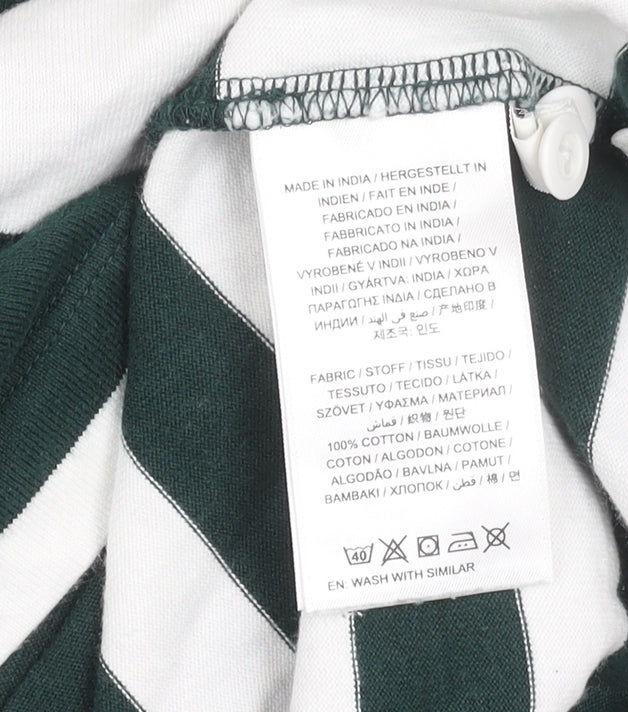 MADE IN INDIA / HERGESTELLT IN
INDIEN / FAIT EN INDE /
FABRICADO EN INDIA /
FABBRICATO IN INDIA /
FABRICADO NA INDIA /
VYROBENÉ V INDII / VYROBENO V
INDII / GYÁRTVA: INDIA / ΧΩΡΑ
ΠΑΡΑΓΩΓΗΣ ΙΝΔΙΑ / СДЕЛАНО В
ИНДИИ / صنع في الهند / 产地印度 /
제조국: 인도
FABRIC / STOFF / TISSU / TEJIDO /
TESSUTO / TECIDO / LÁTKA /
SZÖVET / ΥΦΑΣΜΑ / МАТЕРИАЛ /
قماش / 織物 / 원단
100% COTTON / BAUMWOLLE /
COTON / ALGODON / COTONE /
ALGODÃO / BAVLNA / PAMUT /
ΒΑΜΒΑΚΙ / ХЛОПОК / قطن / 棉 / 면
40
EN: WASH WITH SIMILAR